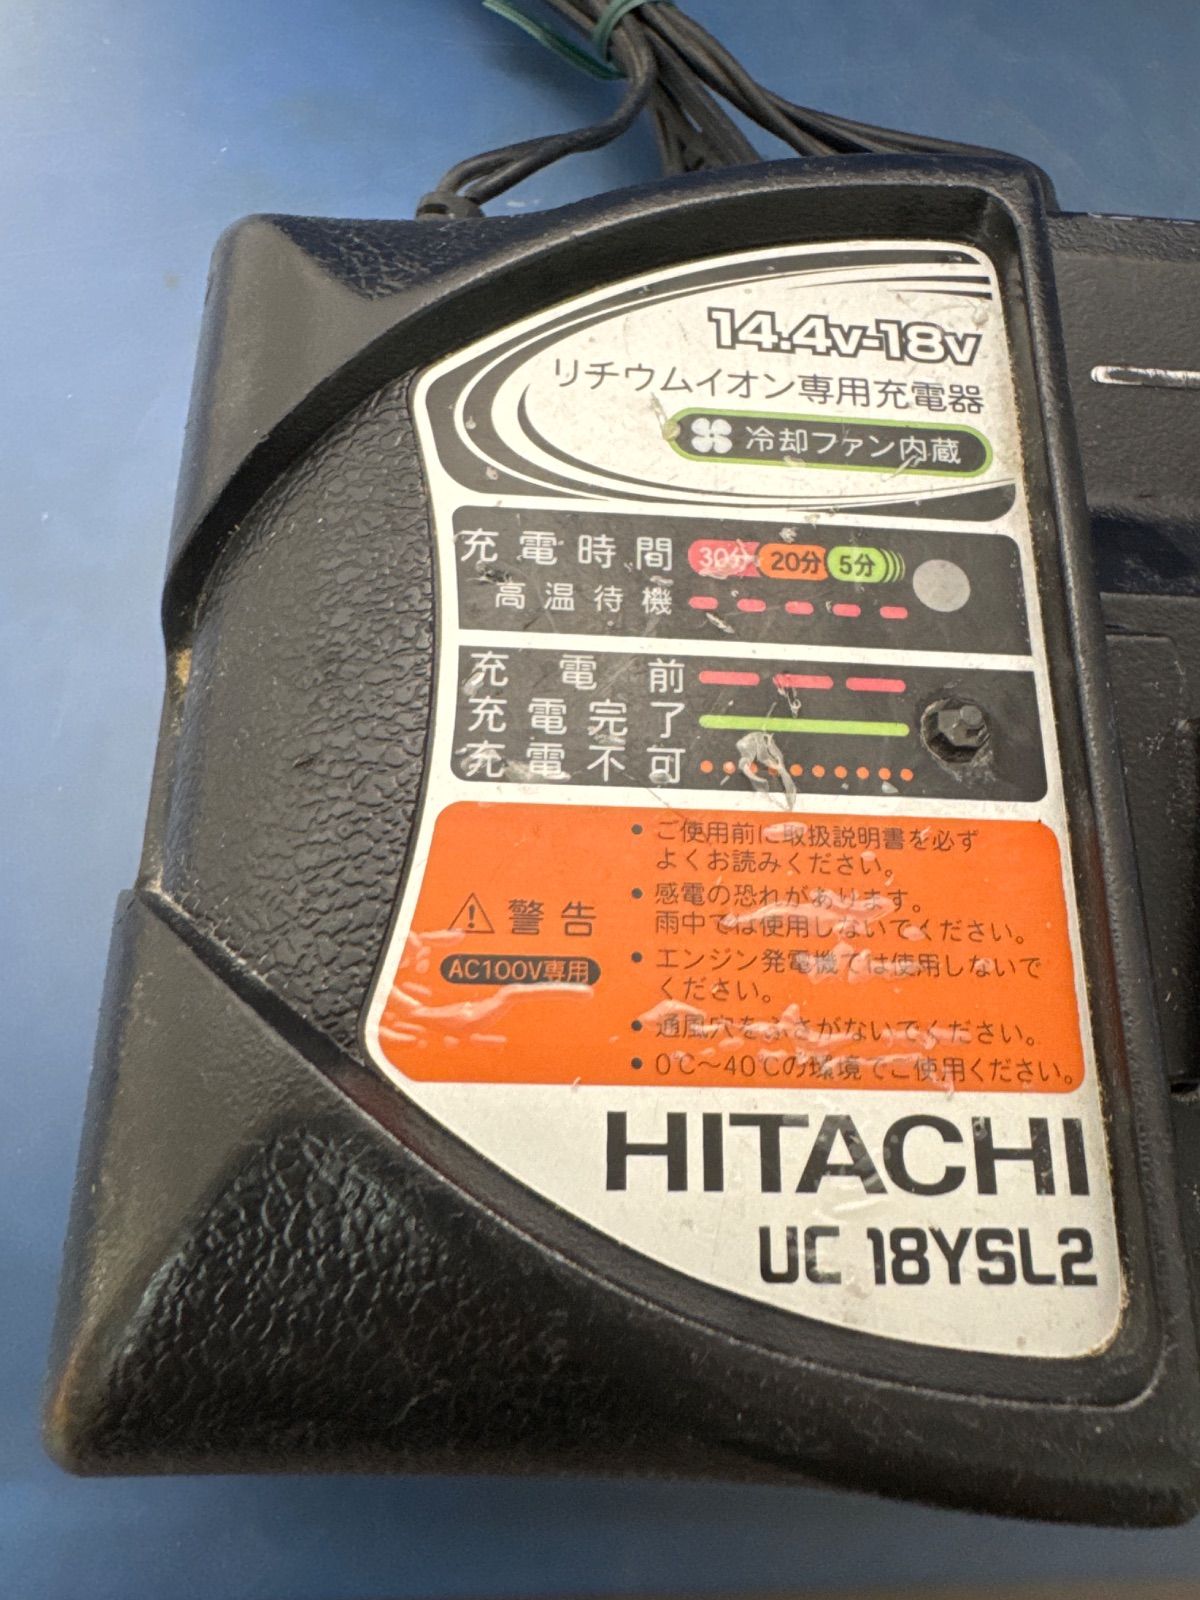 14.4V-18V
リチウムイオン専用充電器
冷却ファン内蔵
充電時間 30分 20分 5分
高温待機
充電前
充電完了
充電不可
警告
AC100V専用
• ご使用前に取扱説明書を必ず
よくお読みください。
• 感電の恐れがあります。
雨中では使用しないでください。
• エンジン発電機では使用しないで
ください。
• 通風穴をふさがないでください。
• 0℃〜40℃の環境でご使用ください。
HITACHI
UC 18YSL2